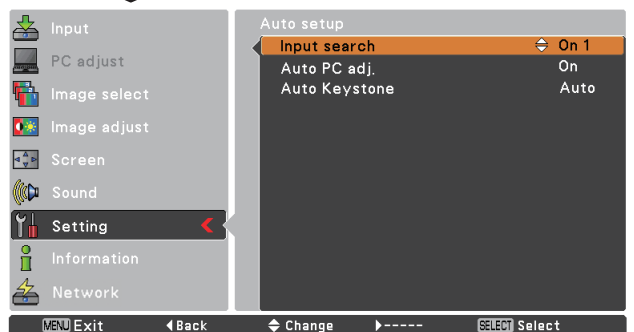 Input
PC adjust
Image select
Image adjust
Screen
Sound
Setting
Information
Network
Auto setup
Input search On 1
Auto PC adj. On
Auto Keystone Auto
MENU Exit Back Change ----- SELECT Select